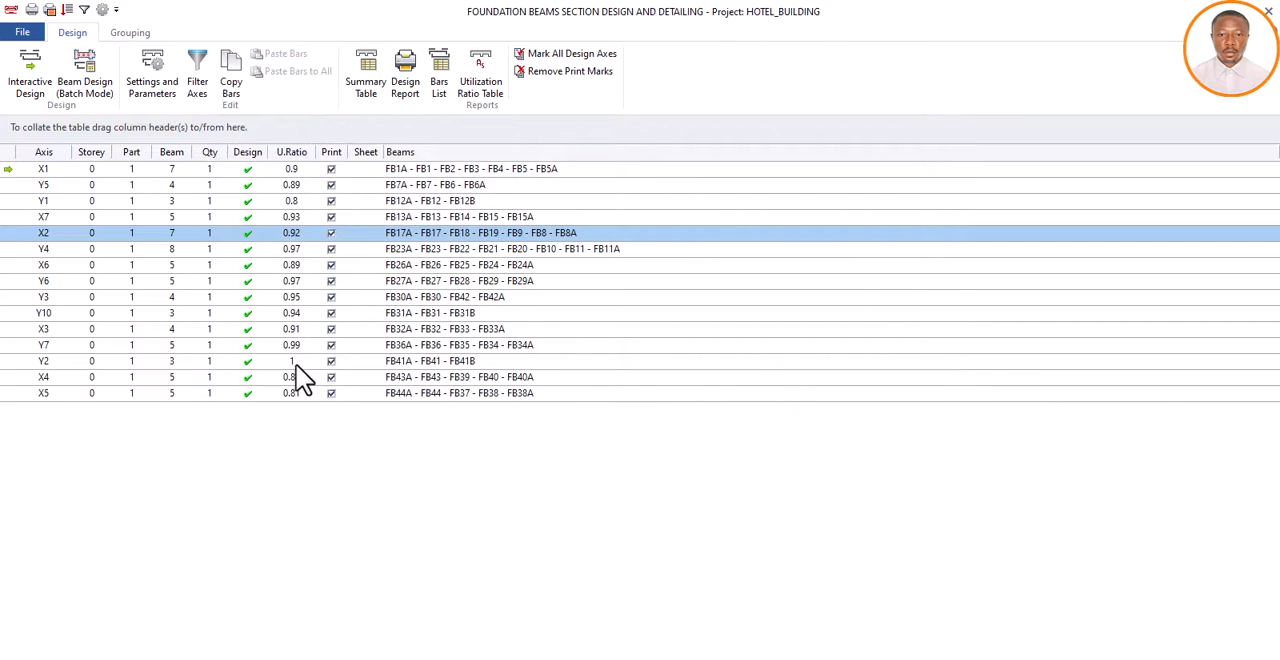 FOUNDATION BEAMS SECTION DESIGN AND DETAILING - Project: HOTEL_BUILDING
File Design Grouping
Interactive Design
Beam Design (Batch Mode)
Design
Settings and Parameters
Filter Axes
Copy Bars
Paste Bars
Paste Bars to All
Edit
Summary Table
Design Report
Bars List
Utilization Ratio Table
Mark All Design Axes
Remove Print Marks
Reports
To collate the table drag column header(s) to/from here.
Axis Storey Part Beam Qty Design U.Ratio Print Sheet Beams
X1 0 1 7 1 0.9 FB1A - FB1 - FB2 - FB3 - FB4 - FB5 - FB5A
Y5 0 1 4 1 0.89 FB7A - FB7 - FB6 - FB6A
Y1 0 1 3 1 0.8 FB12A - FB12 - FB12B
X7 0 1 5 1 0.93 FB13A - FB13 - FB14 - FB15 - FB15A
X2 0 1 7 1 0.92 FB17A - FB17 - FB18 - FB19 - FB9 - FB8 - FB8A
Y4 0 1 8 1 0.97 FB23A - FB23 - FB22 - FB21 - FB20 - FB10 - FB11 - FB11A
X6 0 1 5 1 0.89 FB26A - FB26 - FB25 - FB24 - FB24A
Y6 0 1 5 1 0.97 FB27A - FB27 - FB28 - FB29 - FB29A
Y3 0 1 4 1 0.95 FB30A - FB30 - FB42 - FB42A
Y10 0 1 3 1 0.94 FB31A - FB31 - FB31B
X3 0 1 4 1 0.91 FB32A - FB32 - FB33 - FB33A
Y7 0 1 5 1 0.99 FB36A - FB36 - FB35 - FB34 - FB34A
Y2 0 1 3 1 1 FB41A - FB41 - FB41B
X4 0 1 5 1 FB43A - FB43 - FB39 - FB40 - FB40A
X5 0 1 5 1 0.81 FB44A - FB44 - FB37 - FB38 - FB38A